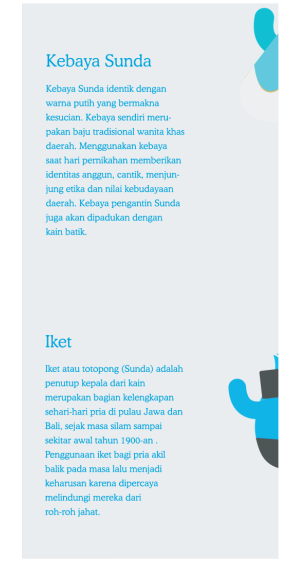 Kebaya Sunda
Kebaya Sunda identik dengan
warna putih yang bermakna
kesucian. Kebaya sendiri meru-
pakan baju tradisional wanita khas
daerah. Menggunakan kebaya
saat hari pernikahan memberikan
identitas anggun, cantik, menjun-
jung etika dan nilai kebudayaan
daerah. Kebaya pengantin Sunda
juga akan dipadukan dengan
kain batik.
Iket
Iket atau totopong (Sunda) adalah
penutup kepala dari kain
merupakan bagian kelengkapan
sehari-hari pria di pulau Jawa dan
Bali, sejak masa silam sampai
sekitar awal tahun 1900-an .
Penggunaan iket bagi pria akil
balik pada masa lalu menjadi
keharusan karena dipercaya
melindungi mereka dari
roh-roh jahat.